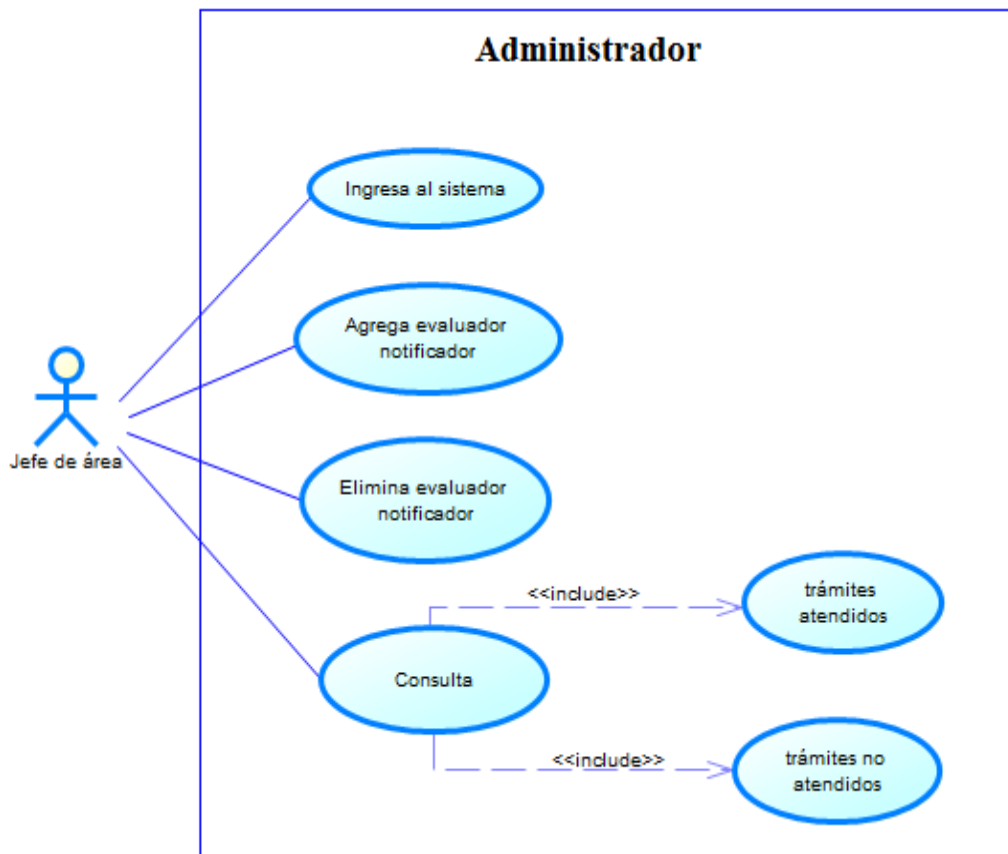 Administrador
Ingresa al sistema
Agrega evaluador
notificador
Jefe de área
Elimina evaluador
notificador
<<include>>
trámites
atendidos
Consulta
<<include>>
trámites no
atendidos